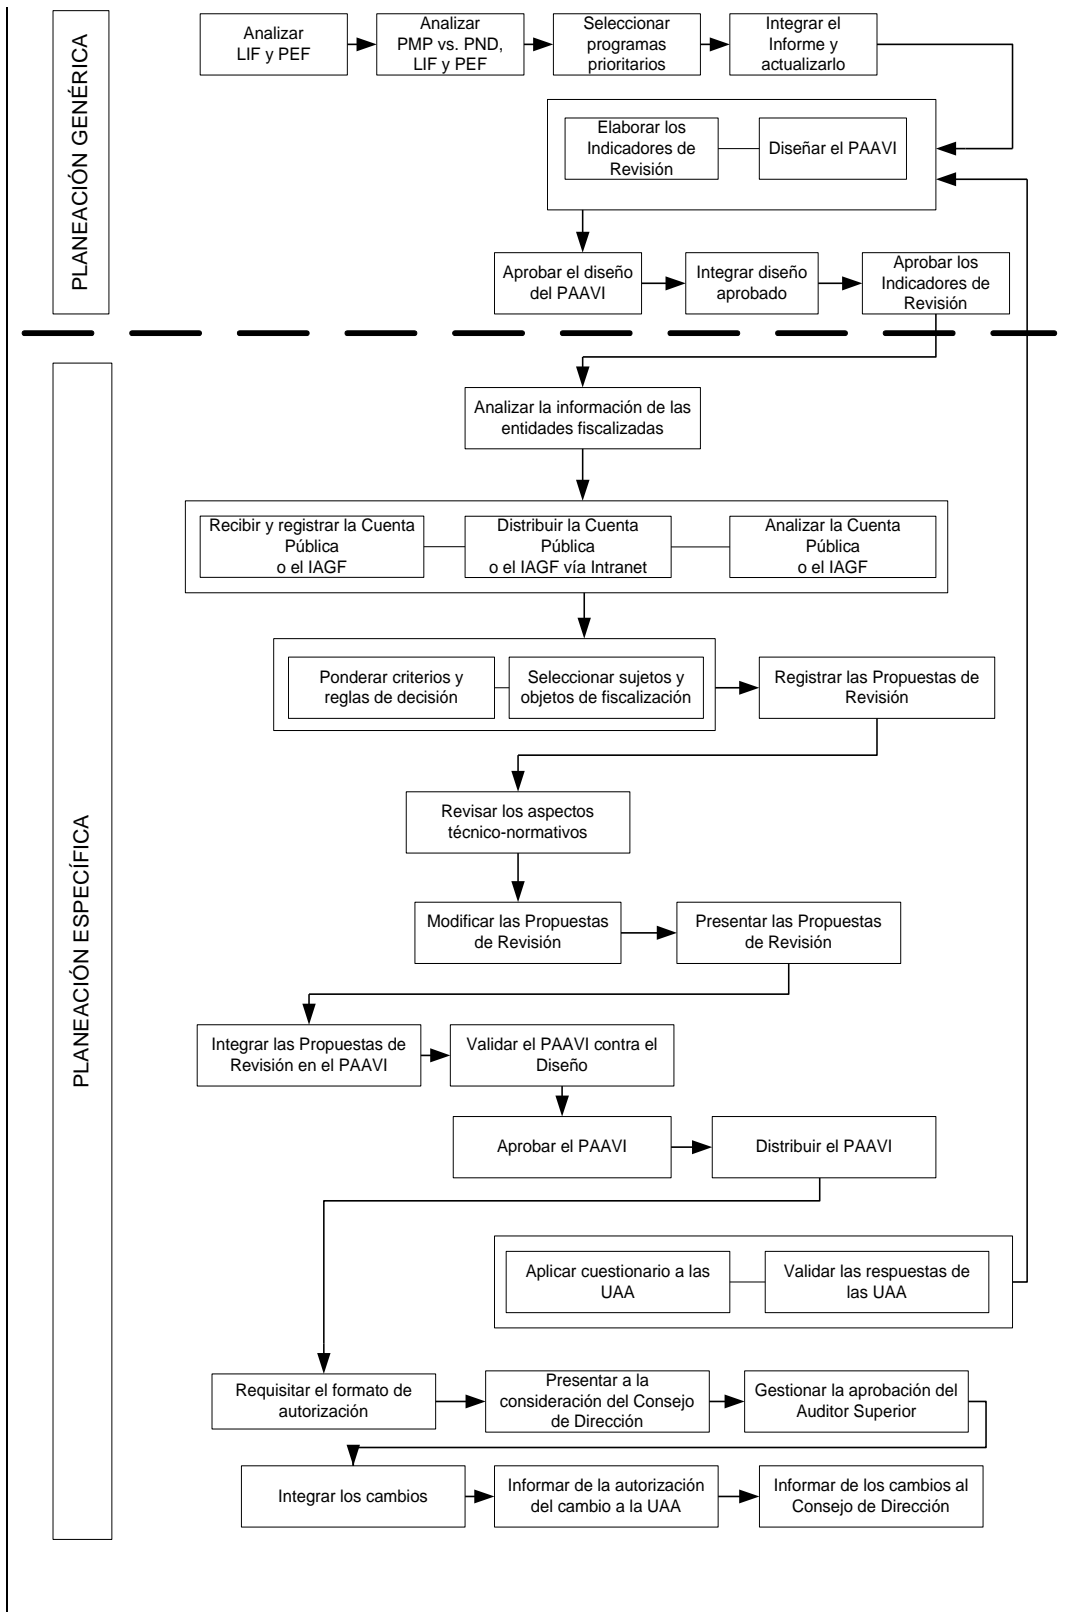 PLANEACIÓN GENÉRICA
Analizar
LIF y PEF
Analizar
PMP vs. PND,
LIF y PEF
Seleccionar
programas
prioritarios
Integrar el
Informe y
actualizarlo
Elaborar los
Indicadores de
Revisión
Diseñar el PAAVI
Aprobar el diseño
del PAAVI
Integrar diseño
aprobado
Aprobar los
Indicadores de
Revisión
PLANEACIÓN ESPECÍFICA
Analizar la información de las
entidades fiscalizadas
Recibir y registrar la Cuenta
Pública
o el IAGF
Distribuir la Cuenta
Pública
o el IAGF vía Intranet
Analizar la Cuenta
Pública
o el IAGF
Ponderar criterios y
reglas de decisión
Seleccionar sujetos y
objetos de fiscalización
Registrar las Propuestas de
Revisión
Revisar los aspectos
técnico-normativos
Modificar las Propuestas
de Revisión
Presentar las Propuestas
de Revisión
Integrar las Propuestas de
Revisión en el PAAVI
Validar el PAAVI contra el
Diseño
Aprobar el PAAVI
Distribuir el PAAVI
Aplicar cuestionario a las
UAA
Validar las respuestas de
las UAA
Requisitar el formato de
autorización
Presentar a la
consideración del Consejo
de Dirección
Gestionar la aprobación del
Auditor Superior
Integrar los cambios
Informar de la autorización
del cambio a la UAA
Informar de los cambios al
Consejo de Dirección